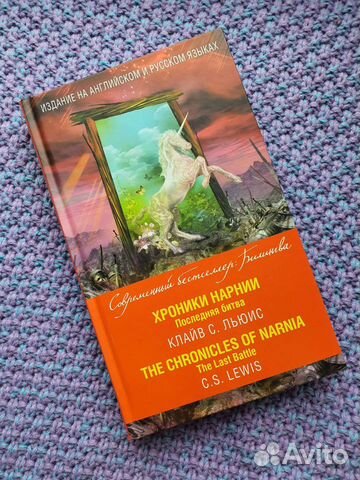 ИЗДАНИЕ НА АНГЛИЙСКОМ И РУССКОМ ЯЗЫКАХ
Современный бестселлер: Билингва
ХРОНИКИ НАРНИИ
Последняя битва
КЛАЙВ С. ЛЬЮИС
THE CHRONICLES OF NARNIA
The Last Battle
C.S. LEWIS
Avito